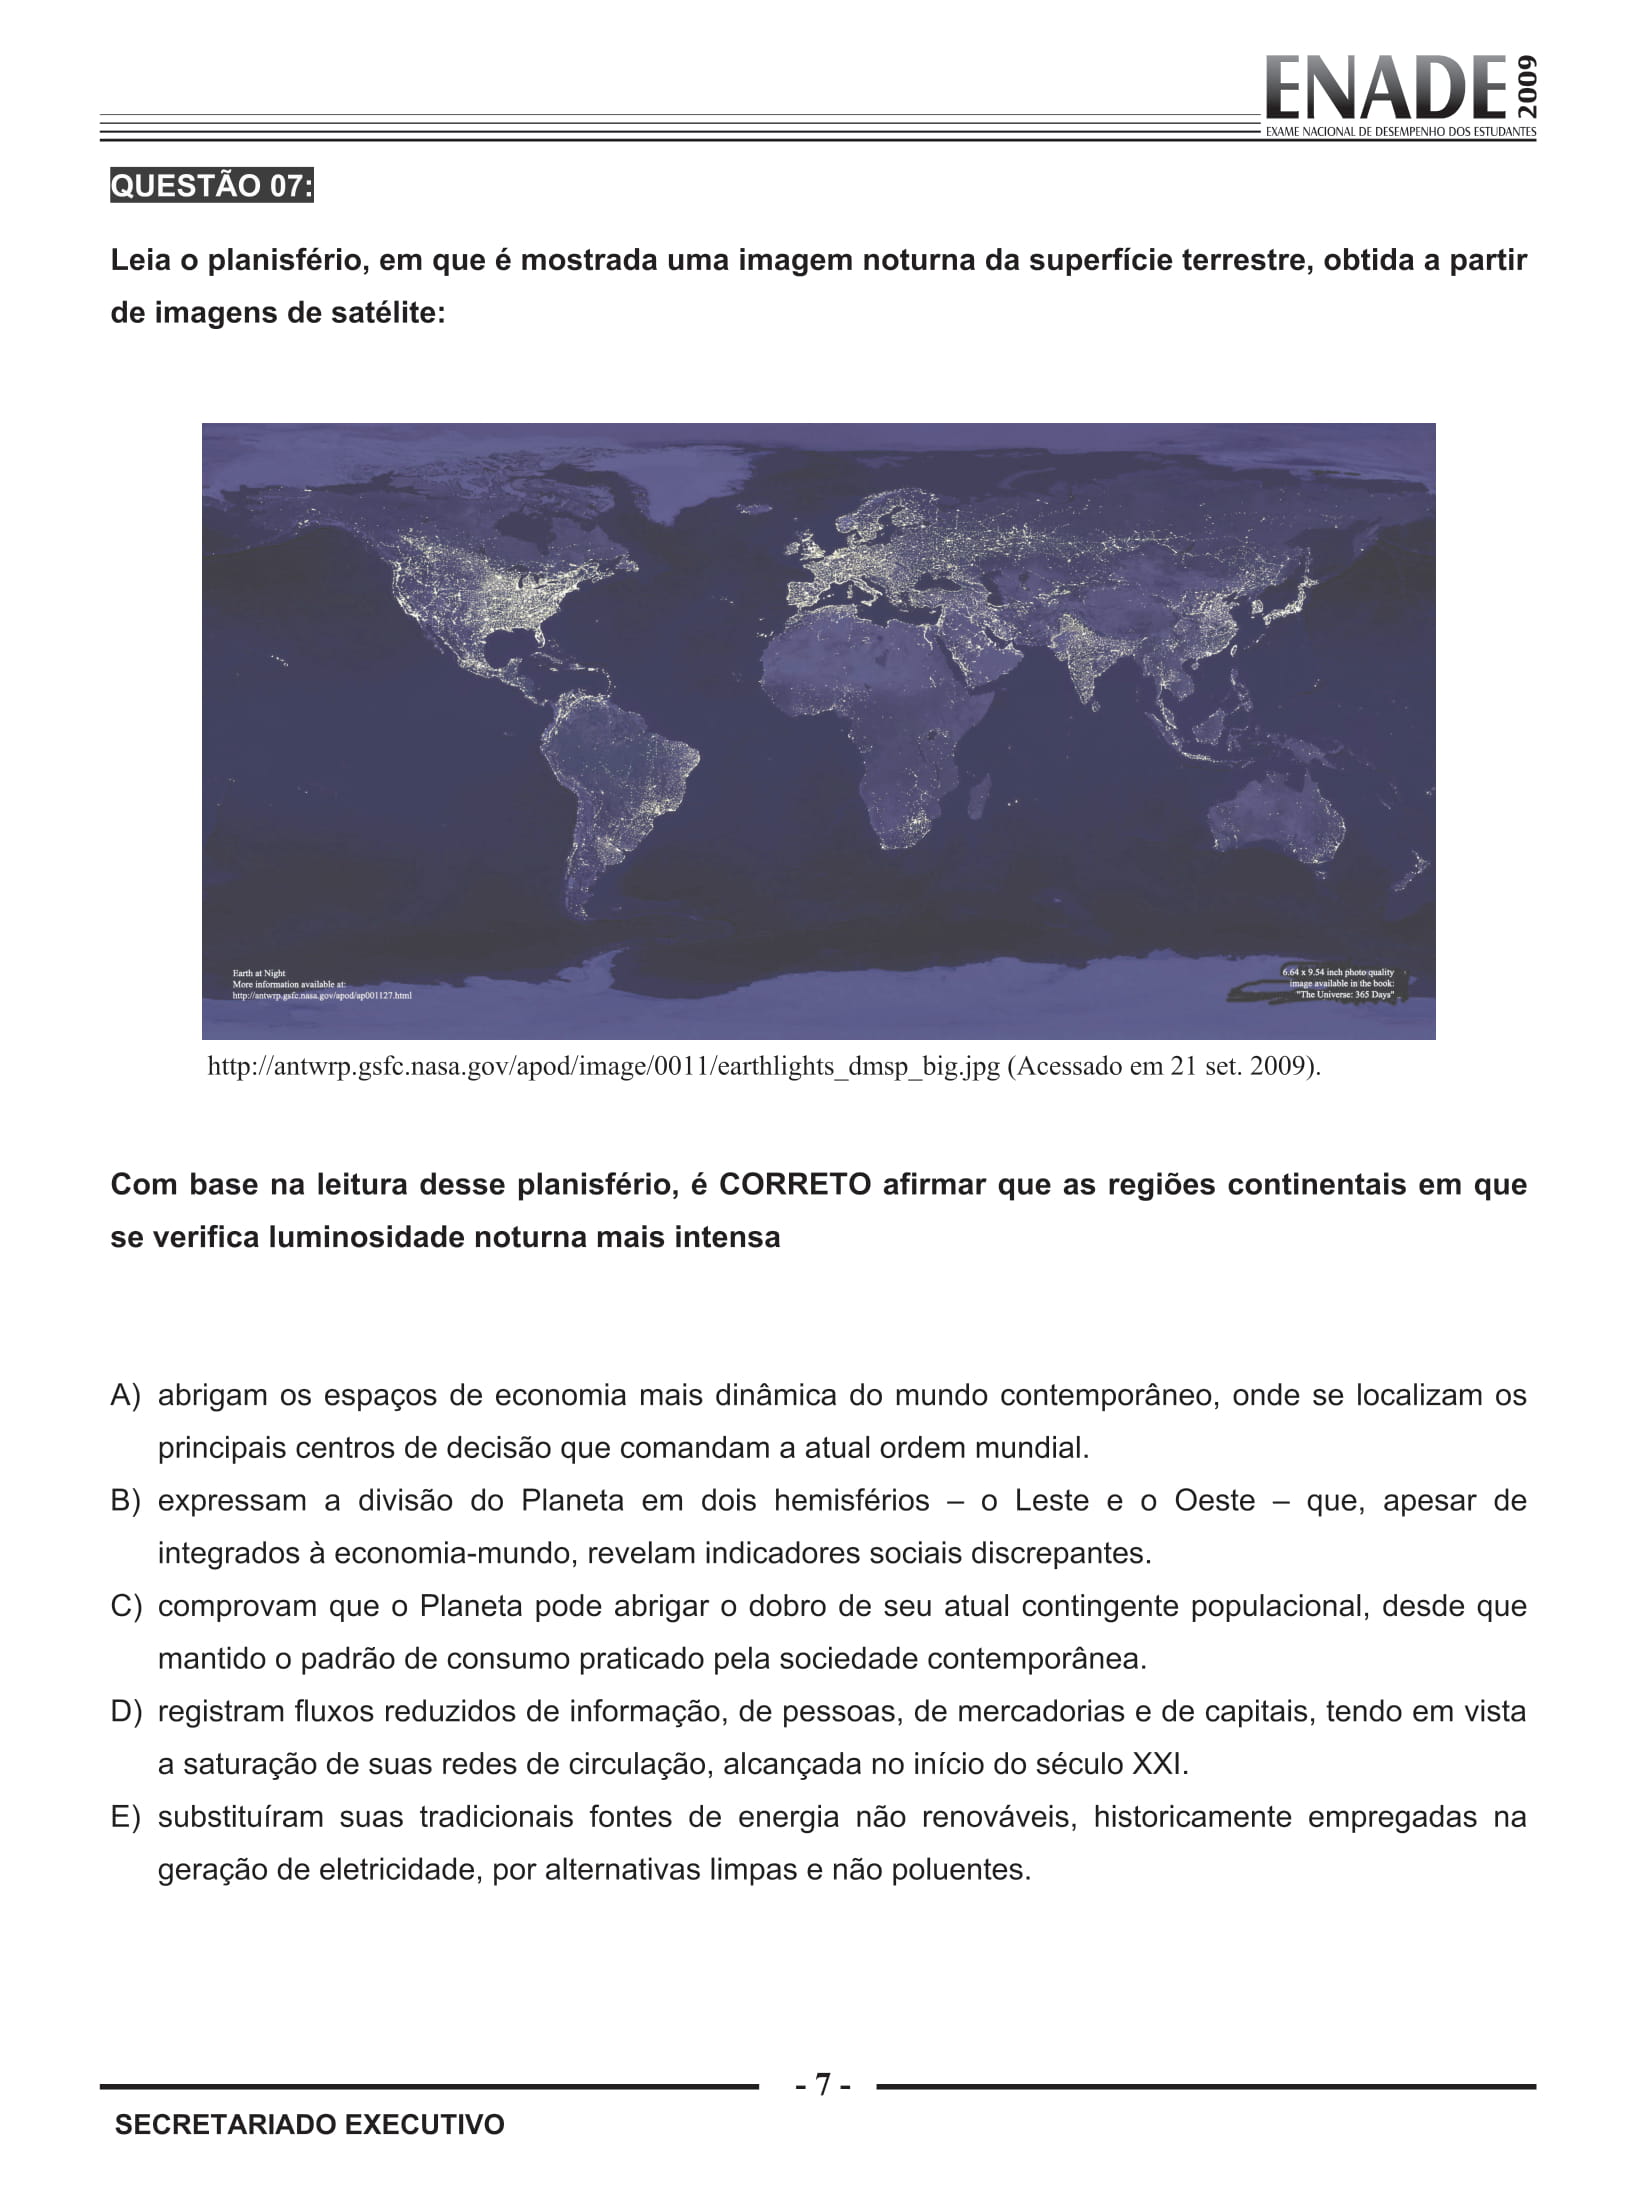 ENADE 2009
EXAME NACIONAL DE DESEMPENHO DOS ESTUDANTES
QUESTÃO 07:
Leia o planisfério, em que é mostrada uma imagem noturna da superfície terrestre, obtida a partir
de imagens de satélite:
Earth at Night
More information available at:
http://antwrp.gsfc.nasa.gov/apod/ap001127.html
6.64 x 9.54 inch photo quality
image available in the book:
"The Universe: 365 Days"
http://antwrp.gsfc.nasa.gov/apod/image/0011/earthlights_dmsp_big.jpg (Acessado em 21 set. 2009).
Com base na leitura desse planisfério, é CORRETO afirmar que as regiões continentais em que
se verifica luminosidade noturna mais intensa
A) abrigam os espaços de economia mais dinâmica do mundo contemporâneo, onde se localizam os
principais centros de decisão que comandam a atual ordem mundial.
B) expressam a divisão do Planeta em dois hemisférios – o Leste e o Oeste – que, apesar de
integrados à economia-mundo, revelam indicadores sociais discrepantes.
C) comprovam que o Planeta pode abrigar o dobro de seu atual contingente populacional, desde que
mantido o padrão de consumo praticado pela sociedade contemporânea.
D) registram fluxos reduzidos de informação, de pessoas, de mercadorias e de capitais, tendo em vista
a saturação de suas redes de circulação, alcançada no início do século XXI.
E) substituíram suas tradicionais fontes de energia não renováveis, historicamente empregadas na
geração de eletricidade, por alternativas limpas e não poluentes.
- 7 -
SECRETARIADO EXECUTIVO